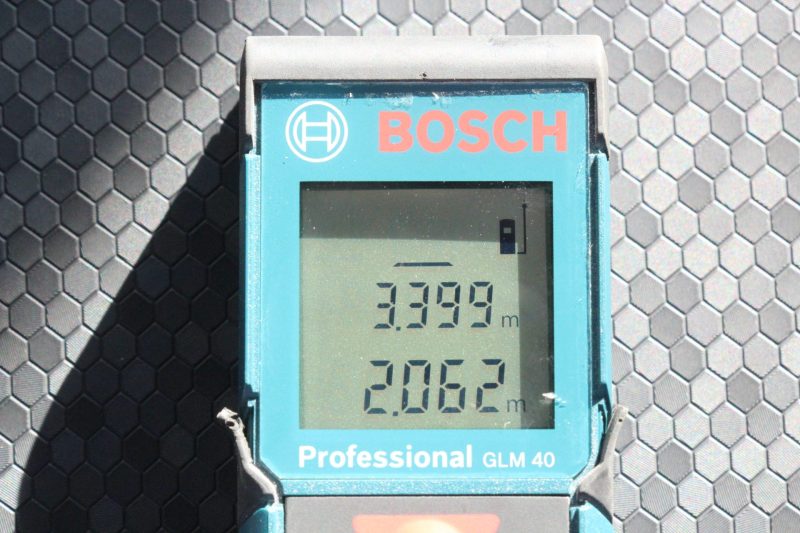 BOSCH
3.399 m
2.062 m
Professional GLM 40